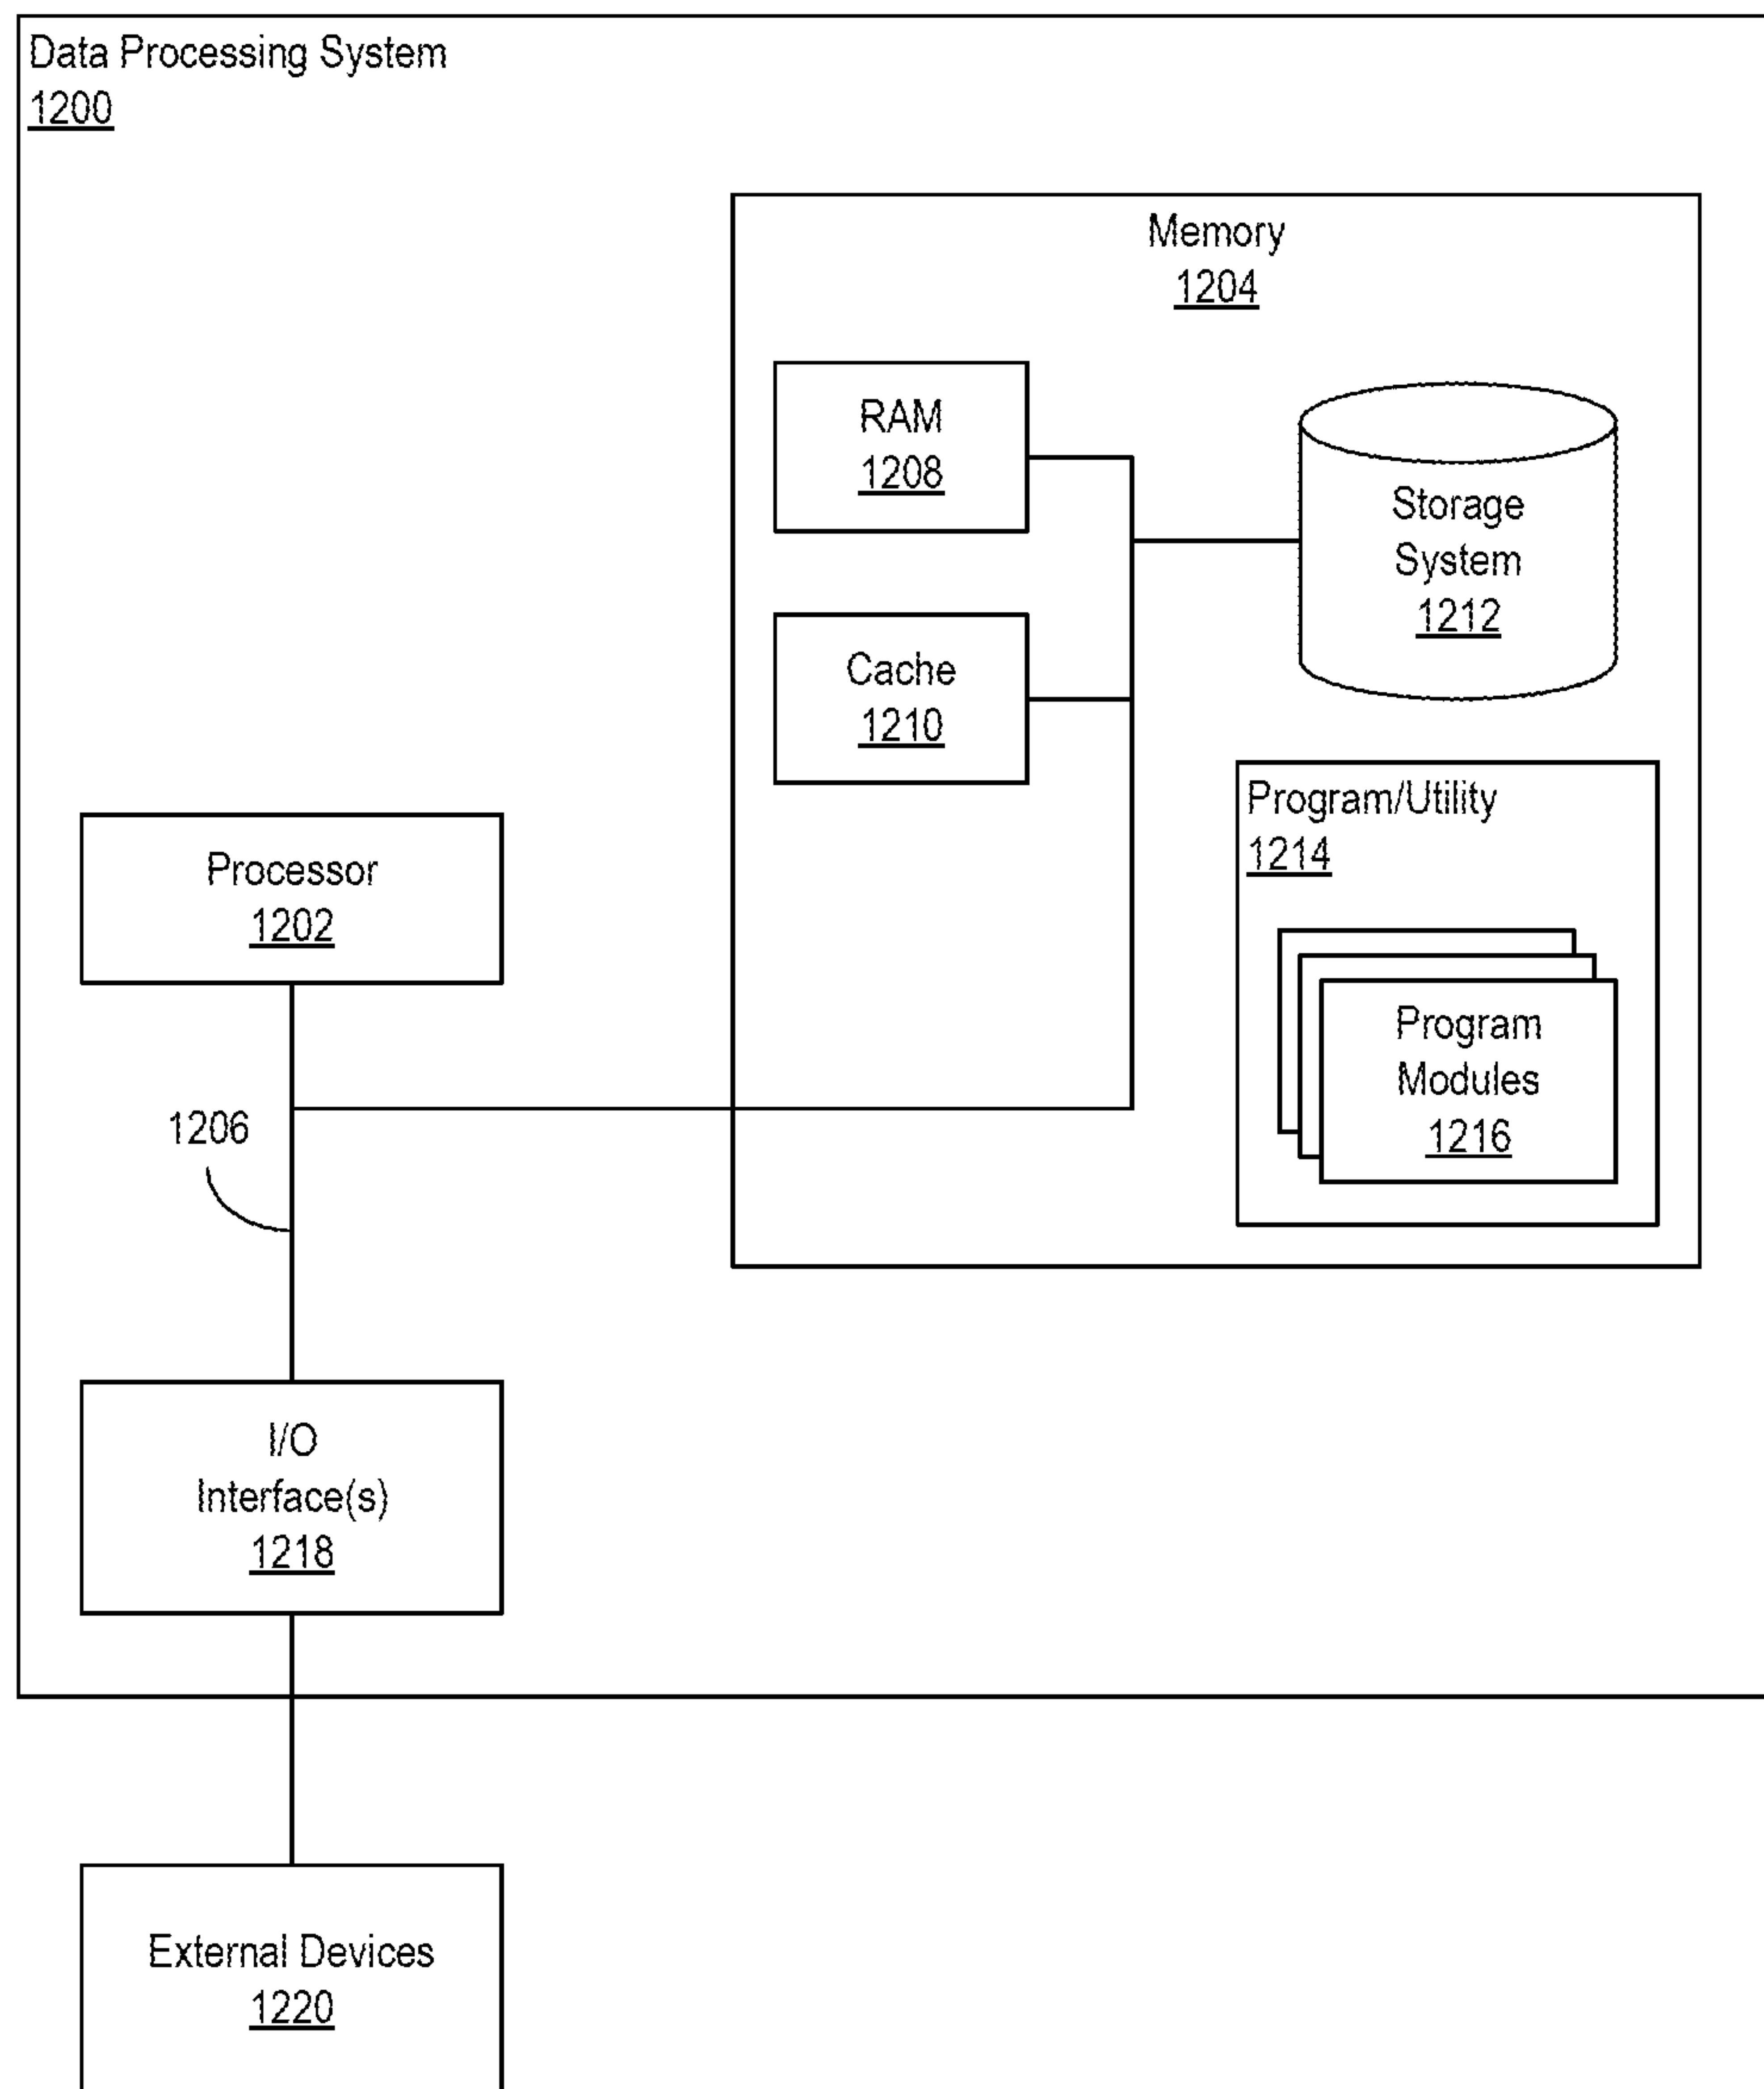 Data Processing System
1200
Memory
1204
RAM
1208
Storage
System
1212
Cache
1210
Program/Utility
1214
Processor
1202
Program
Modules
1216
1206
I/O
Interface(s)
1218
External Devices
1220